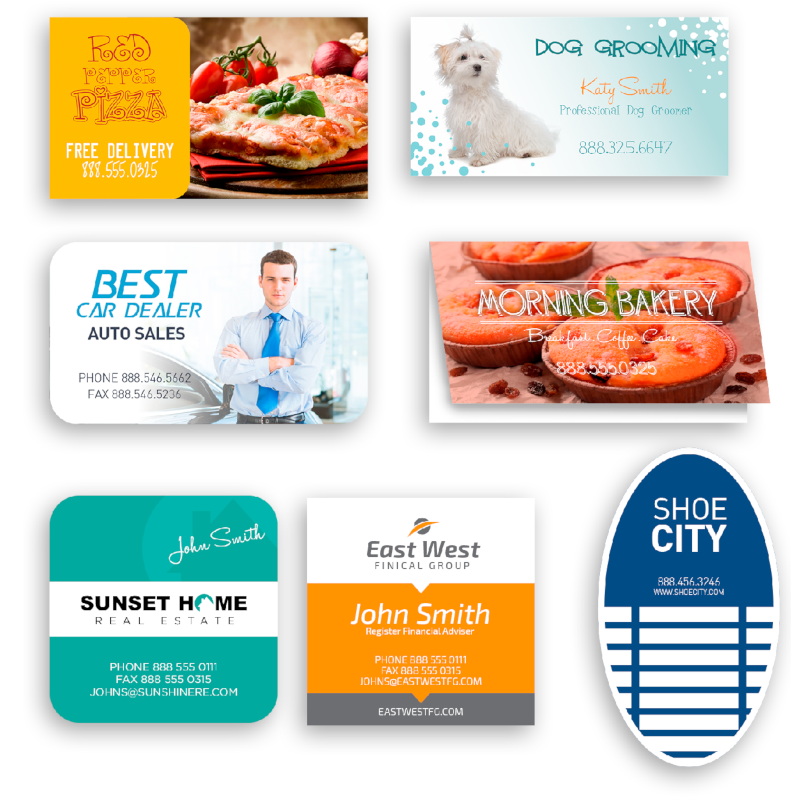 RED
PEPPER
PIZZA
FREE DELIVERY
888.555.0325
DOG GROOMING
Katy Smith
Professional Dog Groomer
888.325.6647
BEST
CAR DEALER
AUTO SALES
PHONE 888.546.5662
FAX 888.546.5236
MORNING BAKERY
Breakfast.Coffe.Cake
888.555.0325
John Smith
SUNSET HOME
REAL ESTATE
PHONE 888 555 0111
FAX 888 555 0315
JOHNS@SUNSHINERE.COM
East West
FINICAL GROUP
John Smith
Register Financial Adviser
PHONE 888 555 0111
FAX 888 555 0315
JOHNS@EASTWESTFG.COM
EASTWESTFG.COM
SHOE
CITY
888.456.3246
WWW.SHOECITY.COM